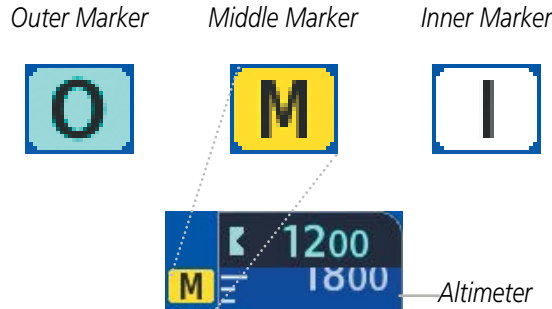 Outer Marker Middle Marker Inner Marker
O M I
1200
M 1800
Altimeter